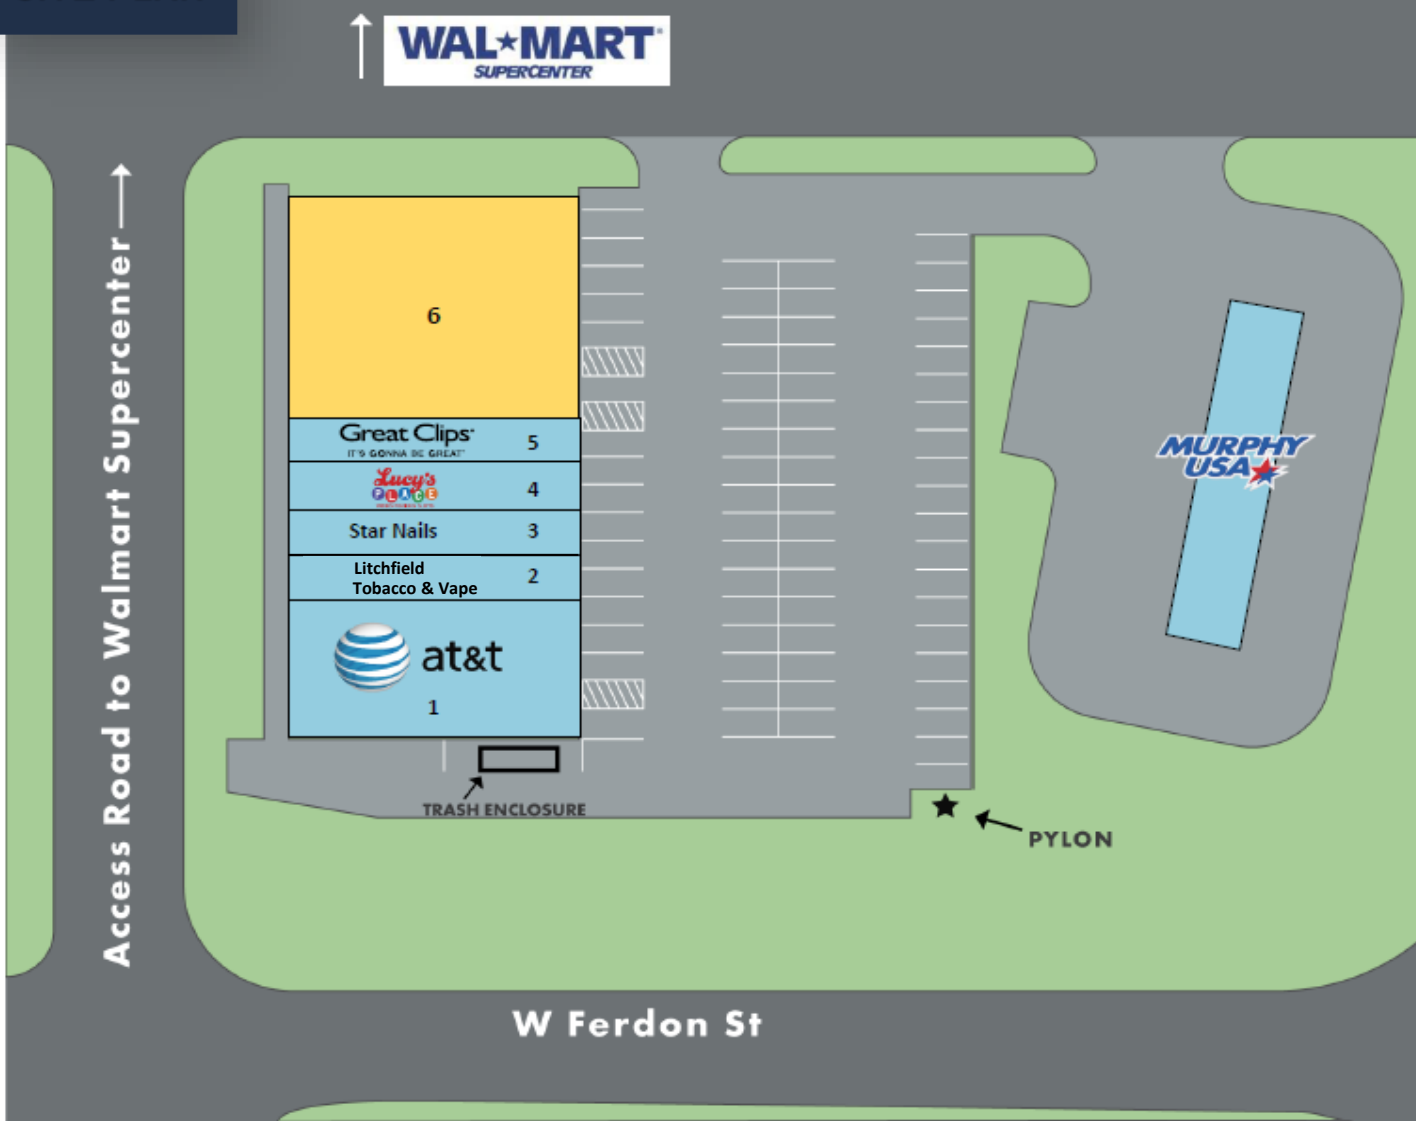 WAL★MART
SUPERCENTER
Access Road to Walmart Supercenter
6
Great Clips
IT'S GONNA BE GREAT
5
Lucy's
PLACE
4
Star Nails
3
Litchfield
Tobacco & Vape
2
at&t
1
MURPHY
USA
TRASH ENCLOSURE
PYLON
W Ferdon St